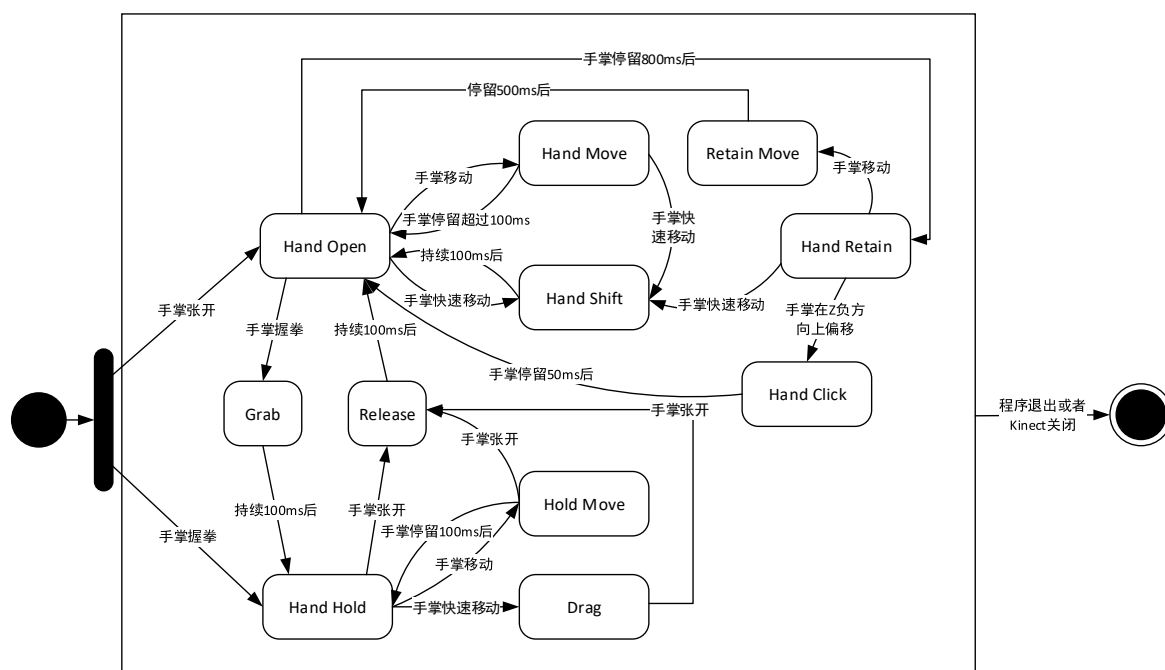 手掌停留800ms后
停留500ms后
Hand Move
Retain Move
手掌移动
手掌移动
手掌停留超过100ms
手掌快
速移动
Hand Open
Hand Retain
持续100ms后
手掌快速移动
Hand Shift
手掌快速移动
手掌张开
手掌在Z负方
向上偏移
手掌握拳
持续100ms后
手掌停留50ms后
Hand Click
Grab
Release
手掌张开
程序退出或者
Kinect关闭
手掌张开
持续100ms后
手掌张开
Hold Move
手掌停留100ms后
手掌握拳
手掌移动
Hand Hold
手掌快速移动
Drag